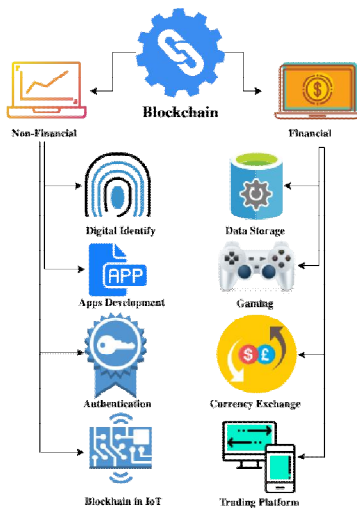 Blockchain
Non-Financial
Financial
Digital Identify
Data Storage
APP
Apps Development
Gaming
$ £
Authentication
Currency Exchange
Blockhain in IoT
Trading Platform